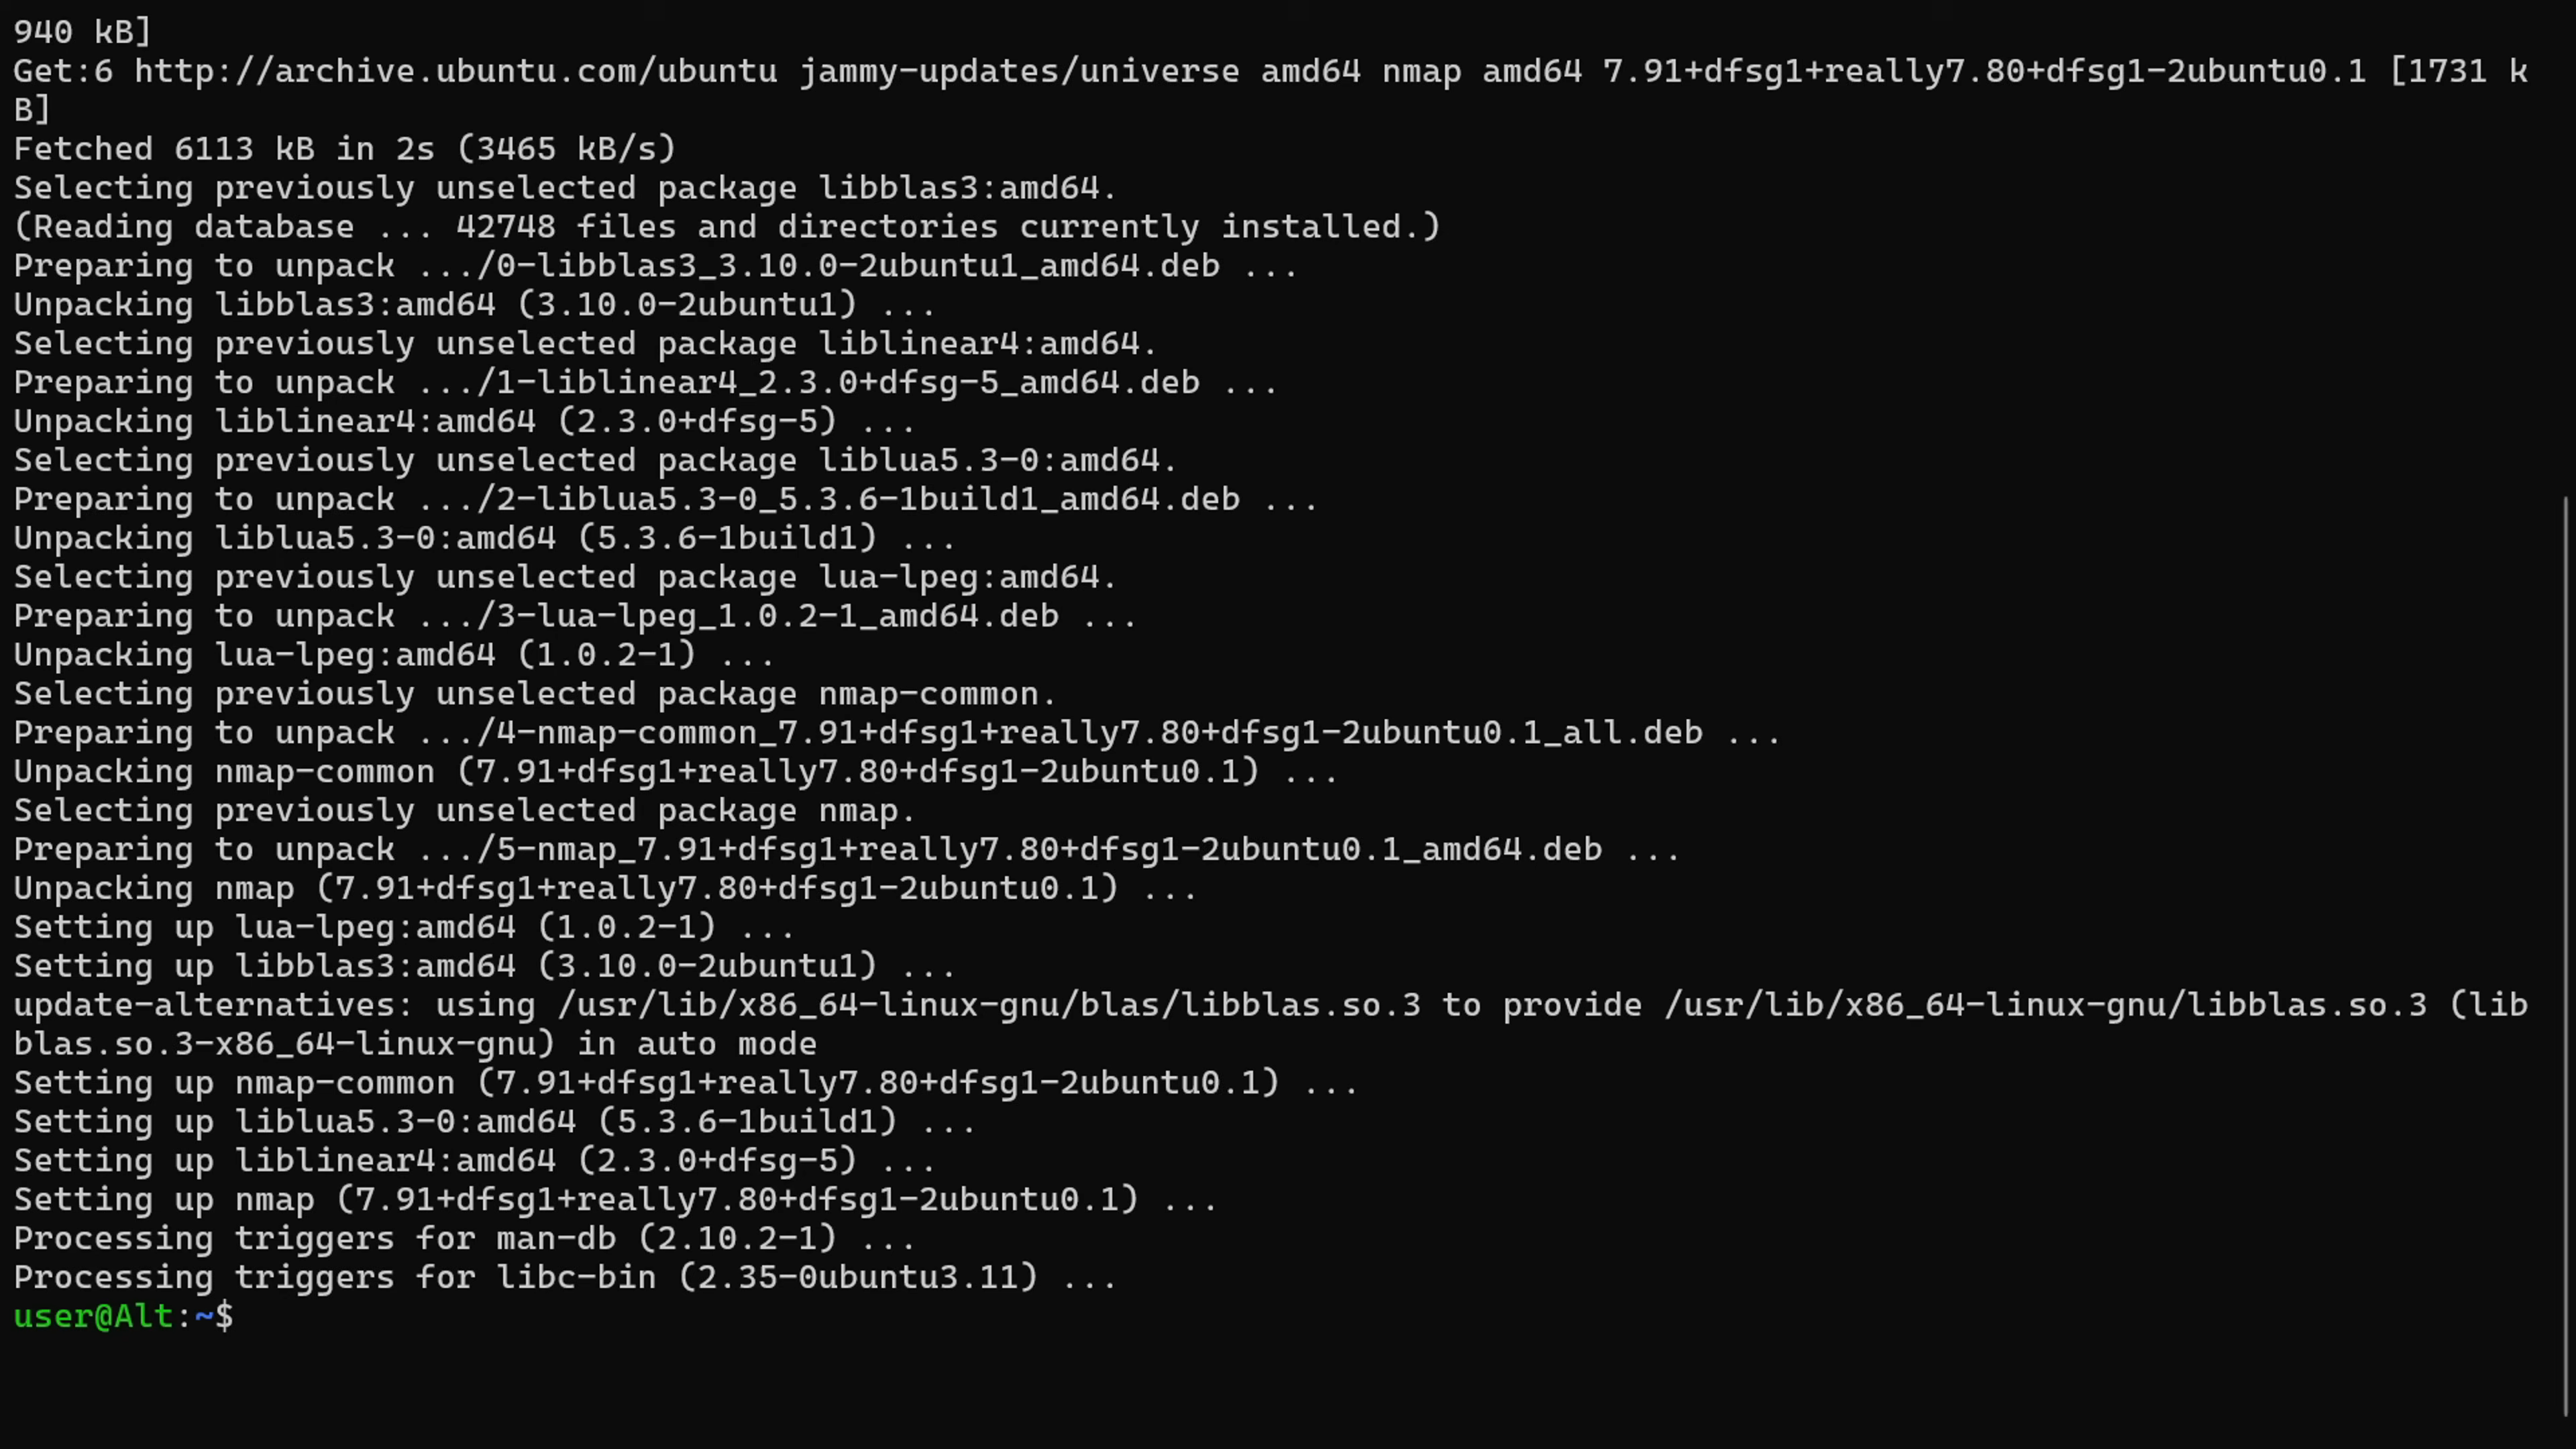 940 kB]
Get:6 http://archive.ubuntu.com/ubuntu jammy-updates/universe amd64 nmap amd64 7.91+dfsg1+really7.80+dfsg1-2ubuntu0.1 [1731 k
B]
Fetched 6113 kB in 2s (3465 kB/s)
Selecting previously unselected package libblas3:amd64.
(Reading database ... 42748 files and directories currently installed.)
Preparing to unpack .../0-libblas3_3.10.0-2ubuntu1_amd64.deb ...
Unpacking libblas3:amd64 (3.10.0-2ubuntu1) ...
Selecting previously unselected package liblinear4:amd64.
Preparing to unpack .../1-liblinear4_2.3.0+dfsg-5_amd64.deb ...
Unpacking liblinear4:amd64 (2.3.0+dfsg-5) ...
Selecting previously unselected package liblua5.3-0:amd64.
Preparing to unpack .../2-liblua5.3-0_5.3.6-1build1_amd64.deb ...
Unpacking liblua5.3-0:amd64 (5.3.6-1build1) ...
Selecting previously unselected package lua-lpeg:amd64.
Preparing to unpack .../3-lua-lpeg_1.0.2-1_amd64.deb ...
Unpacking lua-lpeg:amd64 (1.0.2-1) ...
Selecting previously unselected package nmap-common.
Preparing to unpack .../4-nmap-common_7.91+dfsg1+really7.80+dfsg1-2ubuntu0.1_all.deb ...
Unpacking nmap-common (7.91+dfsg1+really7.80+dfsg1-2ubuntu0.1) ...
Selecting previously unselected package nmap.
Preparing to unpack .../5-nmap_7.91+dfsg1+really7.80+dfsg1-2ubuntu0.1_amd64.deb ...
Unpacking nmap (7.91+dfsg1+really7.80+dfsg1-2ubuntu0.1) ...
Setting up lua-lpeg:amd64 (1.0.2-1) ...
Setting up libblas3:amd64 (3.10.0-2ubuntu1) ...
update-alternatives: using /usr/lib/x86_64-linux-gnu/blas/libblas.so.3 to provide /usr/lib/x86_64-linux-gnu/libblas.so.3 (lib
blas.so.3-x86_64-linux-gnu) in auto mode
Setting up nmap-common (7.91+dfsg1+really7.80+dfsg1-2ubuntu0.1) ...
Setting up liblua5.3-0:amd64 (5.3.6-1build1) ...
Setting up liblinear4:amd64 (2.3.0+dfsg-5) ...
Setting up nmap (7.91+dfsg1+really7.80+dfsg1-2ubuntu0.1) ...
Processing triggers for man-db (2.10.2-1) ...
Processing triggers for libc-bin (2.35-0ubuntu3.11) ...
user@Alt:~$